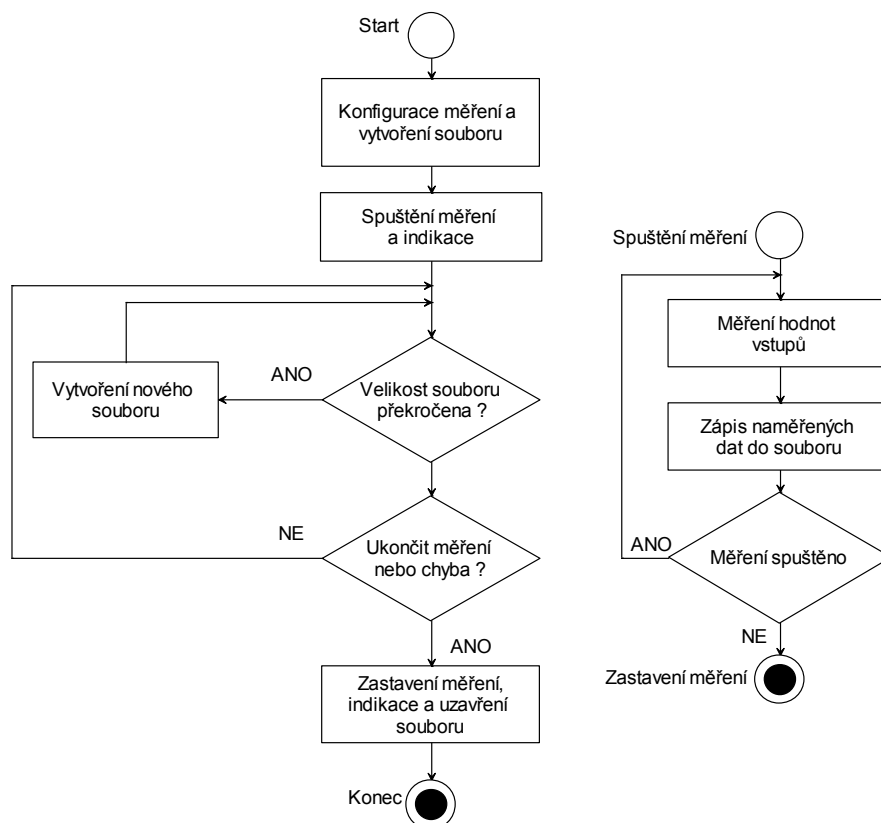 Start
Konfigurace měření a
vytvoření souboru
Spuštění měření
a indikace
Velikost souboru
překročena ?
ANO
Vytvoření nového
souboru
Ukončit měření
nebo chyba ?
NE
ANO
Zastavení měření,
indikace a uzavření
souboru
Konec
Spuštění měření
Měření hodnot
vstupů
Zápis naměřených
dat do souboru
Měření spuštěno
ANO
NE
Zastavení měření